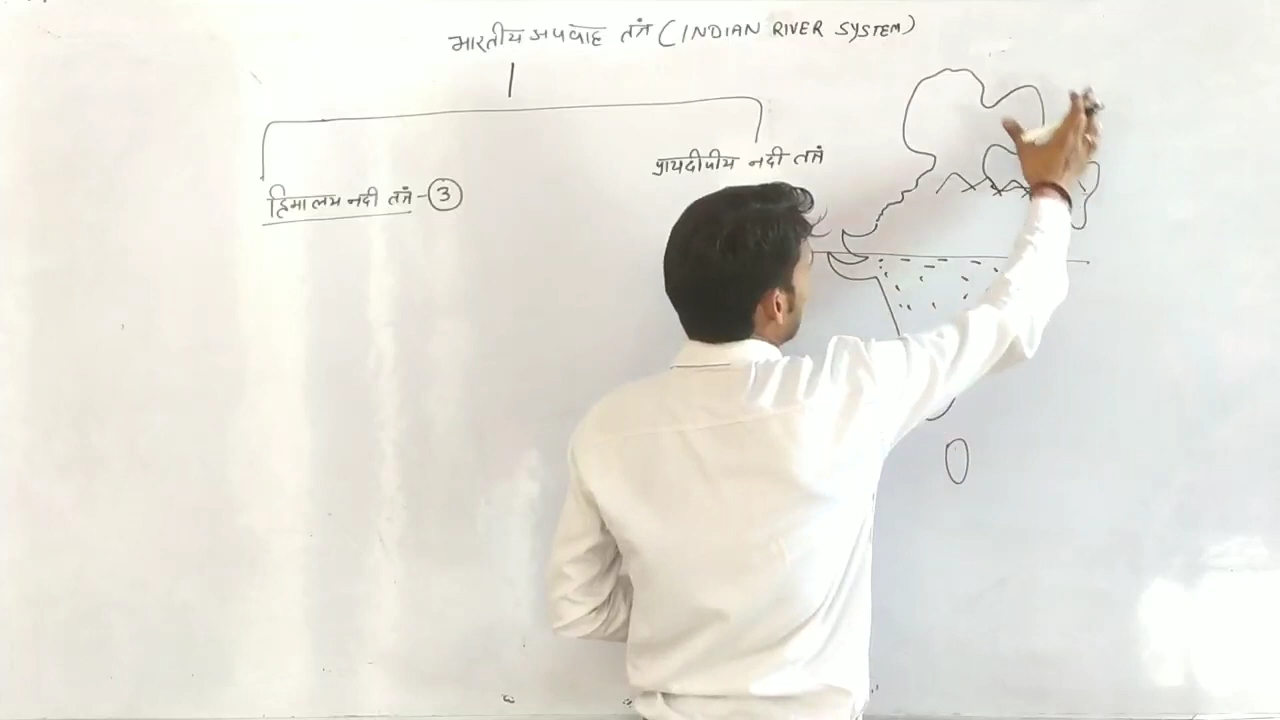 भारतीय अपवाह तंत्र (INDIAN RIVER SYSTEM)
प्रायदीपीय नदी तंत्र
हिमालय नदी तंत्र - 3